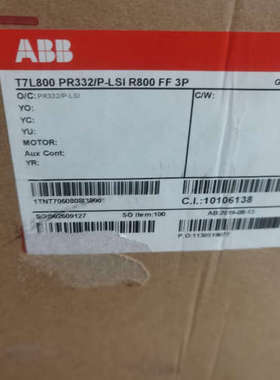 ABB
T7L800 PR332/P-LSI R800 FF 3P
O/C: PR332/P-LSI C/W:
YO:
YC:
YU:
MOTOR:
Aux Cont:
YR:
C.I.:10106138
SO Item:100